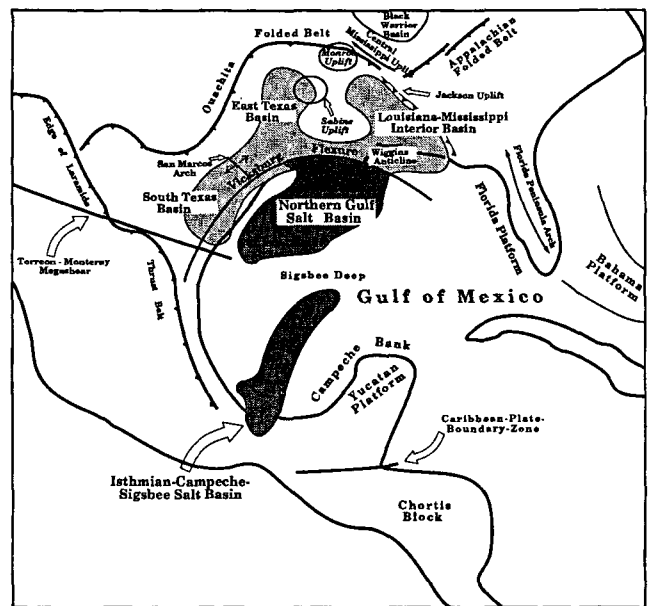 Black
Warrior
Basin
Folded Belt
Central
Mississippi Uplift
Appalachian
Folded Belt
Monroe
Uplift
Ouachita
Jackson Uplift
East Texas
Basin
Sabine
Uplift
Louisiana-Mississippi
Interior Basin
Edge of Laramide
Thrust Belt
San Marcos
Arch
Vicksburg
Flexure
Wiggins
Anticline
South Texas
Basin
Northern Gulf
Salt Basin
Florida Peninsula Arch
Florida
Platform
Bahama
Platform
Torreon-Monterey
Megashear
Sigsbee Deep
Gulf of Mexico
Campeche Bank
Yucatan
Platform
Caribbean-Plate-
Boundary-Zone
Isthmian-Campeche-
Sigsbee Salt Basin
Chortis
Block